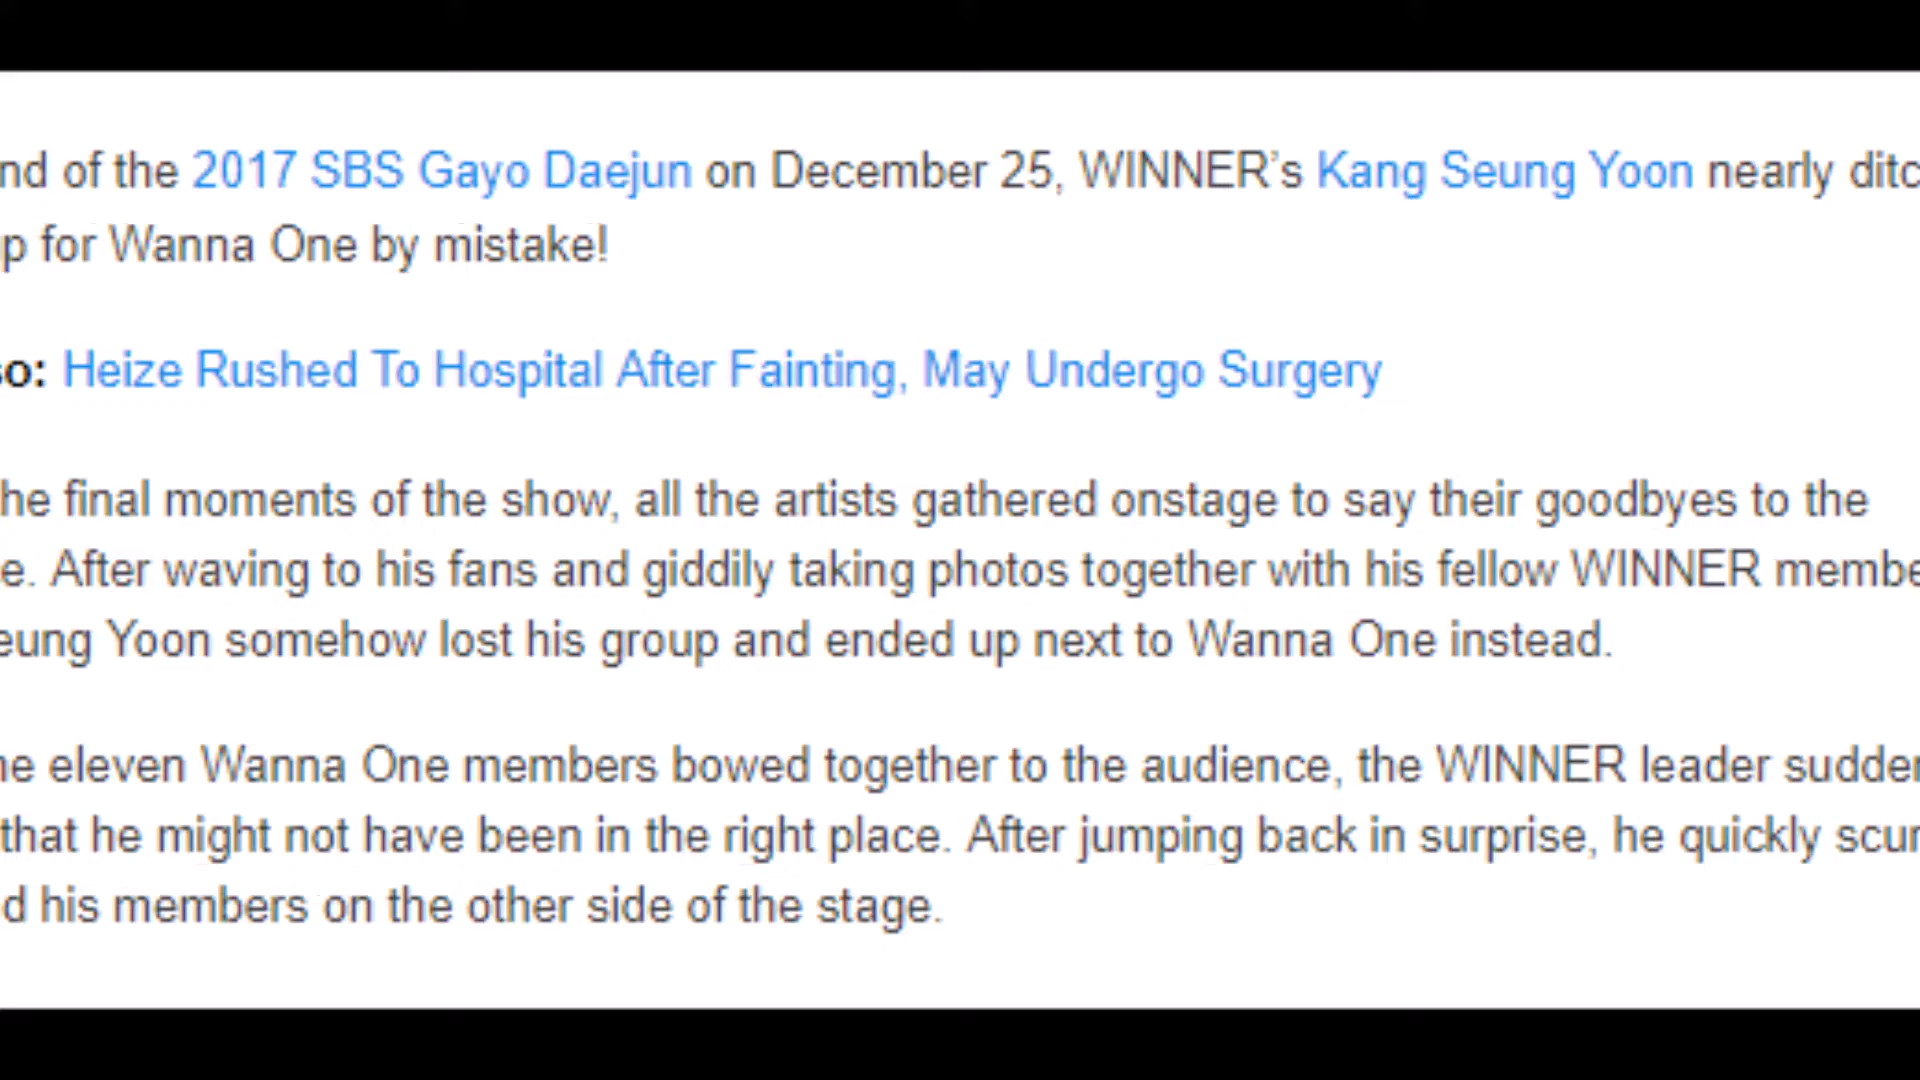 nd of the 2017 SBS Gayo Daejun on December 25, WINNER’s Kang Seung Yoon nearly ditc
p for Wanna One by mistake!
so: Heize Rushed To Hospital After Fainting, May Undergo Surgery
he final moments of the show, all the artists gathered onstage to say their goodbyes to the
e. After waving to his fans and giddily taking photos together with his fellow WINNER membe
eung Yoon somehow lost his group and ended up next to Wanna One instead.
ne eleven Wanna One members bowed together to the audience, the WINNER leader sudden
that he might not have been in the right place. After jumping back in surprise, he quickly scur
d his members on the other side of the stage.